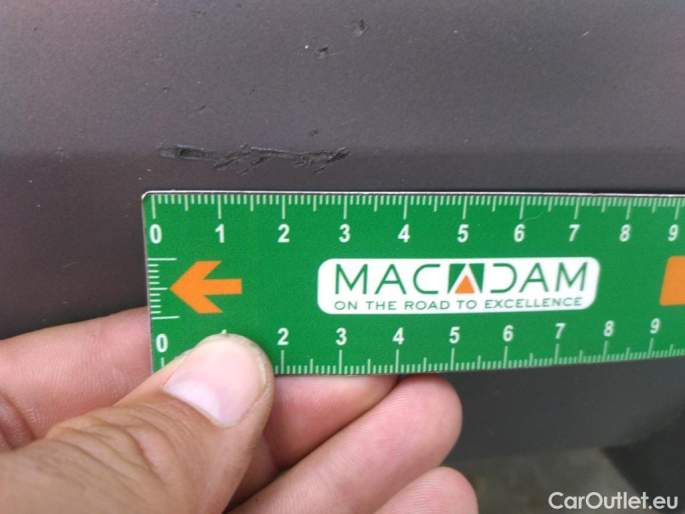 0 1 2 3 4 5 6 7 8 9
MACADAM
ON THE ROAD TO EXCELLENCE
0 1 2 3 4 5 6 7 8 9
CarOutlet.eu